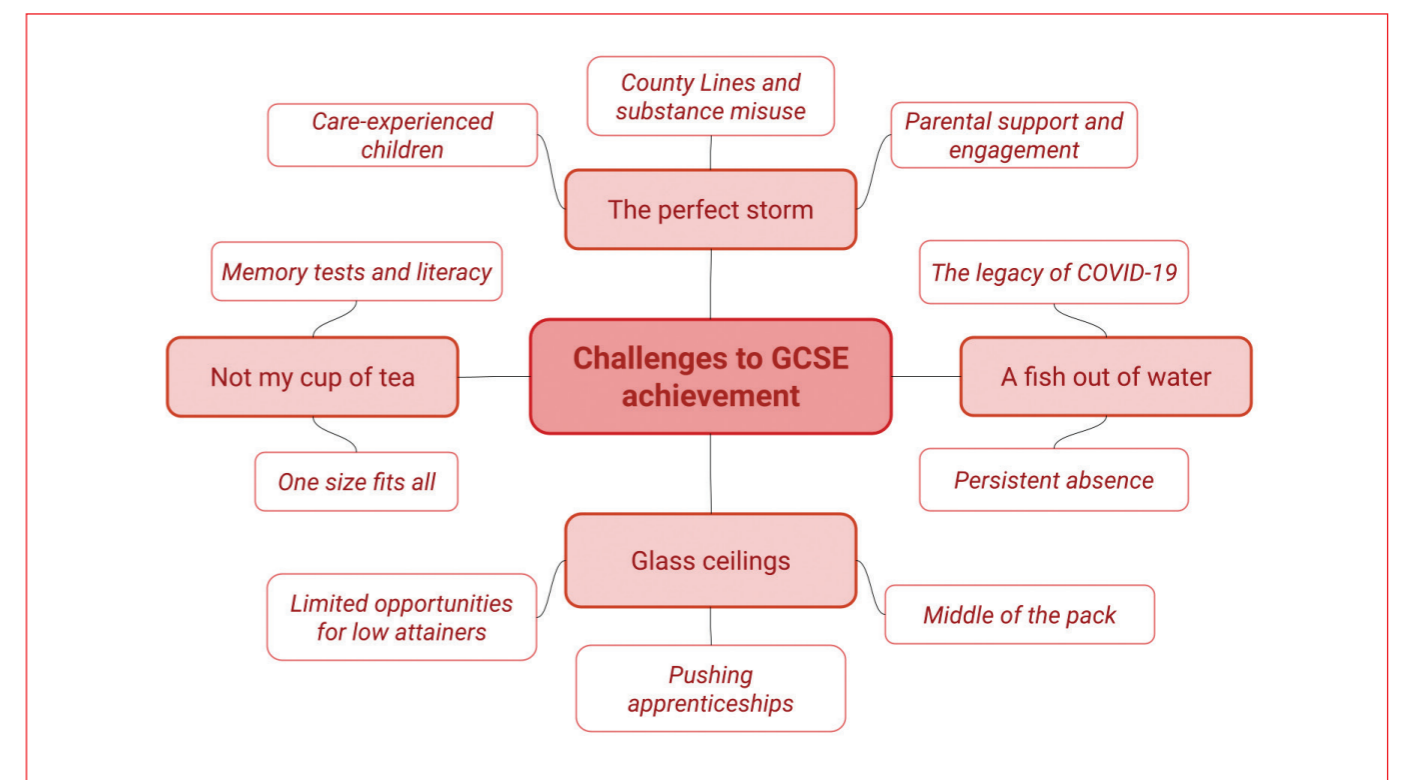 County Lines and
substance misuse
Care-experienced
children
Parental support and
engagement
The perfect storm
Memory tests and literacy
The legacy of COVID-19
Not my cup of tea
Challenges to GCSE
achievement
A fish out of water
One size fits all
Persistent absence
Glass ceilings
Limited opportunities
for low attainers
Middle of the pack
Pushing
apprenticeships